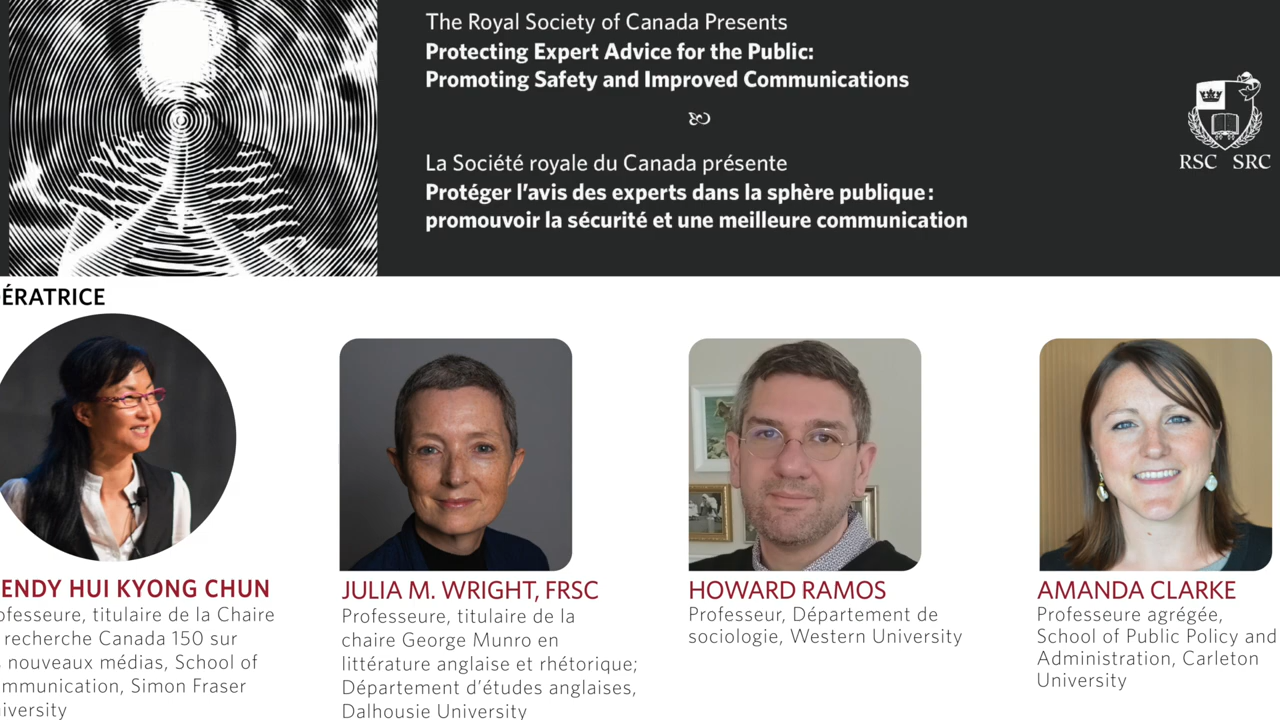 The Royal Society of Canada Presents
Protecting Expert Advice for the Public:
Promoting Safety and Improved Communications
La Société royale du Canada présente
Protéger l'avis des experts dans la sphère publique :
promouvoir la sécurité et une meilleure communication
RSC SRC
ÉRATRICE
ENDY HUI KYONG CHUN
ofesseure, titulaire de la Chaire
recherche Canada 150 sur
nouveaux médias, School of
mmunication, Simon Fraser
iversity
JULIA M. WRIGHT, FRSC
Professeure, titulaire de la
chaire George Munro en
littérature anglaise et rhétorique;
Département d'études anglaises,
Dalhousie University
HOWARD RAMOS
Professeur, Département de
sociologie, Western University
AMANDA CLARKE
Professeure agrégée,
School of Public Policy and
Administration, Carleton
University